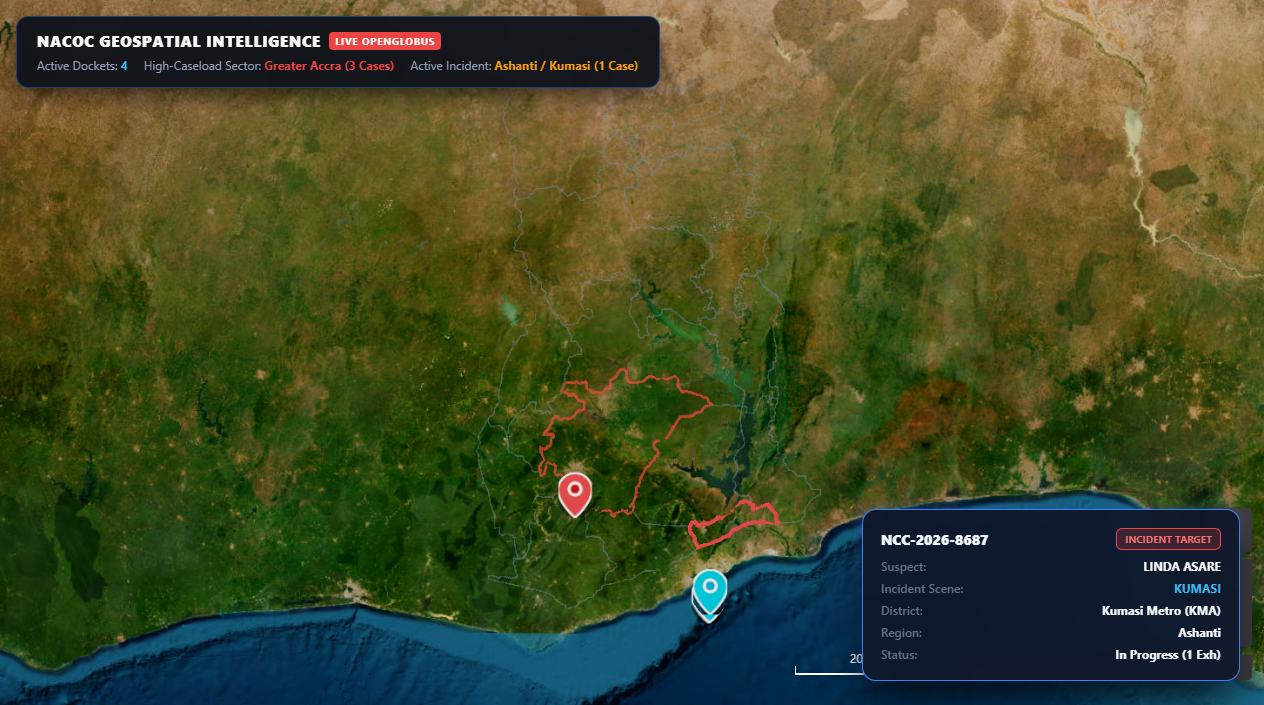 NACOC GEOSPATIAL INTELLIGENCE LIVE OPENGLOBUS
Active Dockets: 4 High-Caseload Sector: Greater Accra (3 Cases) Active Incident: Ashanti / Kumasi (1 Case)
NCC-2026-8687 INCIDENT TARGET
Suspect: LINDA ASARE
Incident Scene: KUMASI
District: Kumasi Metro (KMA)
Region: Ashanti
Status: In Progress (1 Exh)